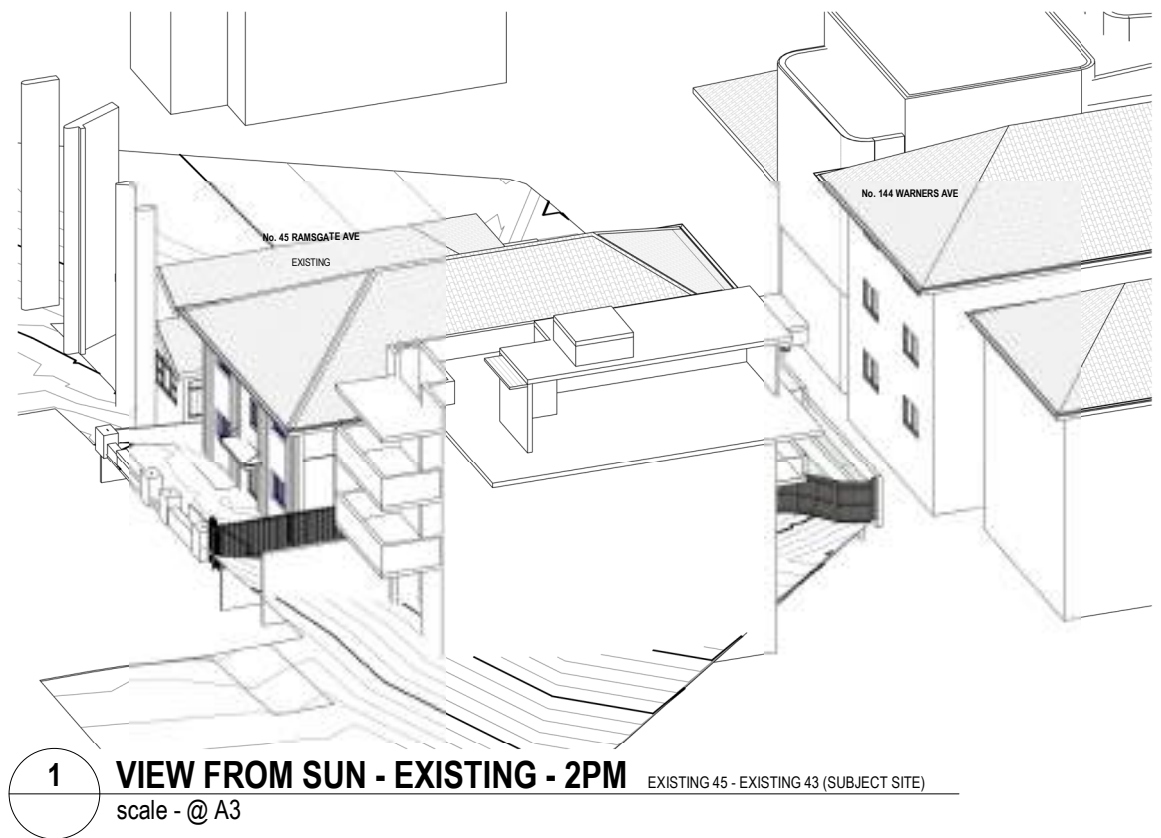 No. 144 WARNERS AVE
No. 45 RAMSGATE AVE
EXISTING
1
VIEW FROM SUN - EXISTING - 2PM EXISTING 45 - EXISTING 43 (SUBJECT SITE)
scale - @ A3